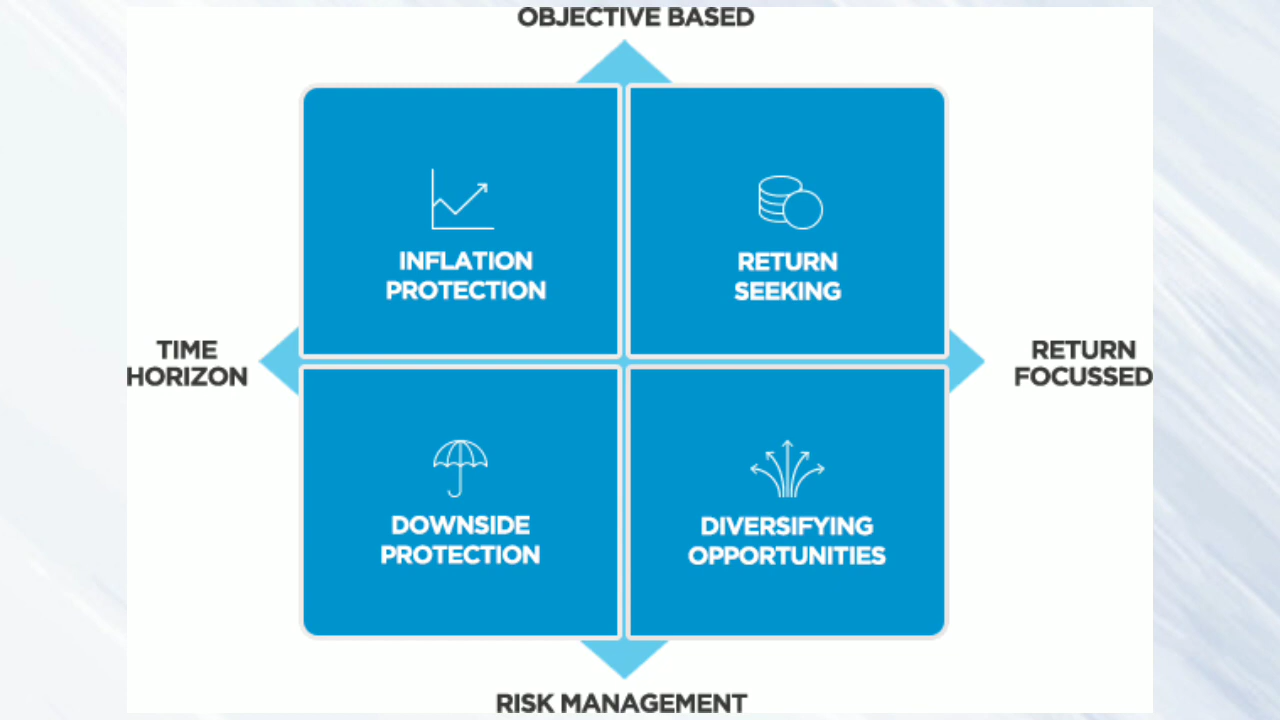 OBJECTIVE BASED
INFLATION
PROTECTION
RETURN
SEEKING
TIME
HORIZON
RETURN
FOCUSSED
DOWNSIDE
PROTECTION
DIVERSIFYING
OPPORTUNITIES
RISK MANAGEMENT